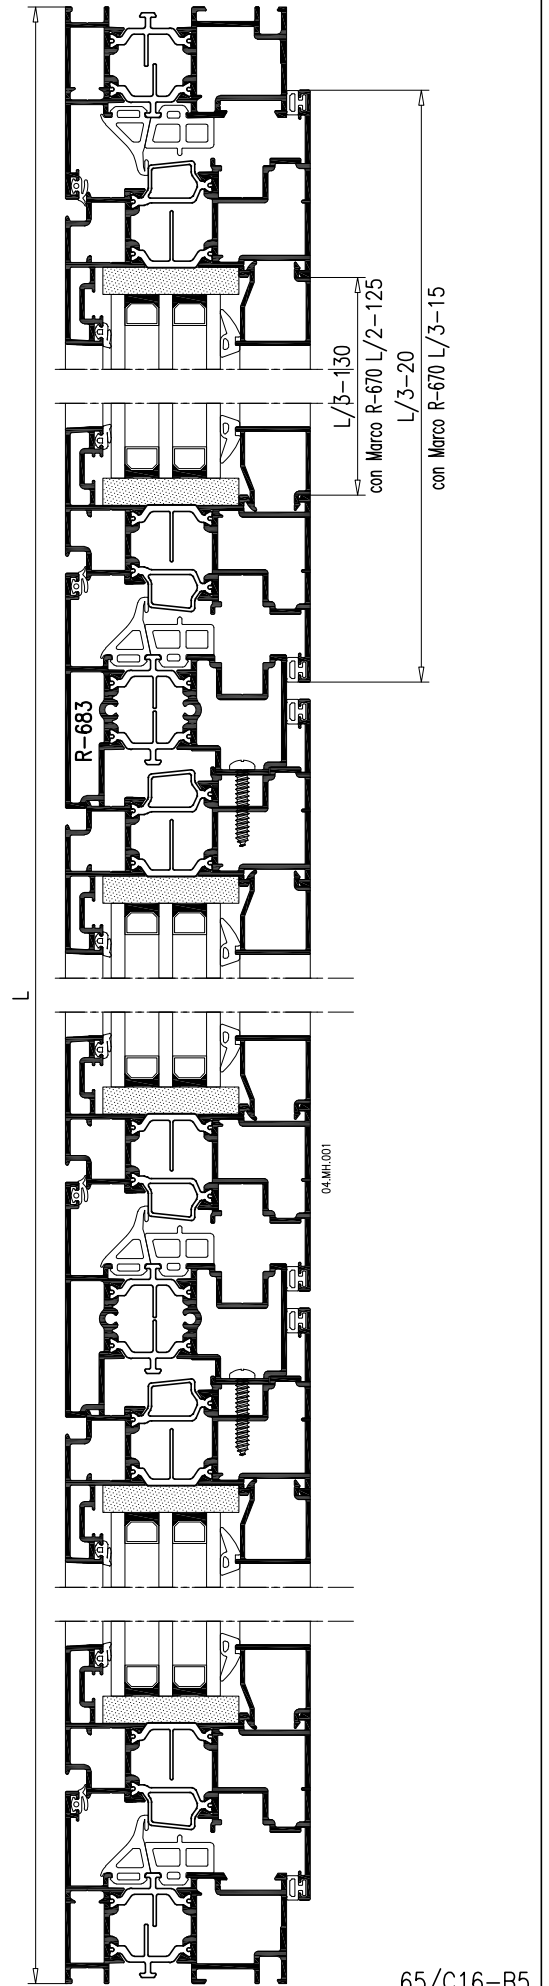 L/3-130
con Marco R-670 L/2-125
L/3-20
con Marco R-670 L/3-15
R-683
L
04.MH.001
65/C16-B5